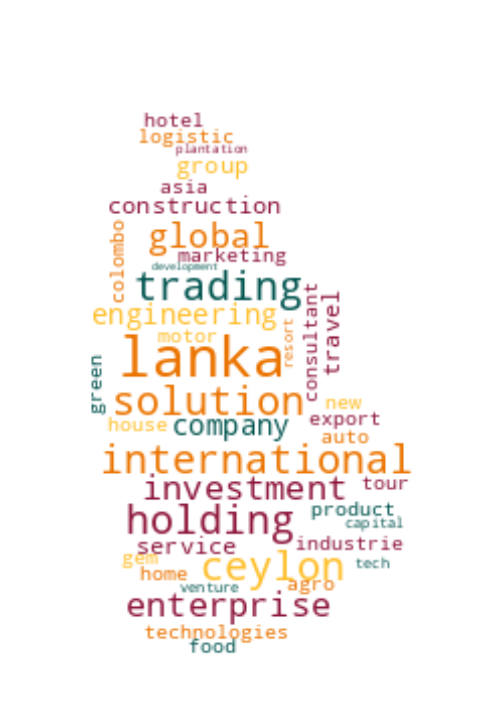 hotel
logistic
plantation
group
asia
construction
colombo
global
marketing
development
trading
engineering
consultant
travel
motor
resort
lanka
green
solution
new
house
company
export
auto
international
investment
tour
holding
product
capital
service
industrie
gem
ceylon
tech
home
agro
venture
enterprise
technologies
food